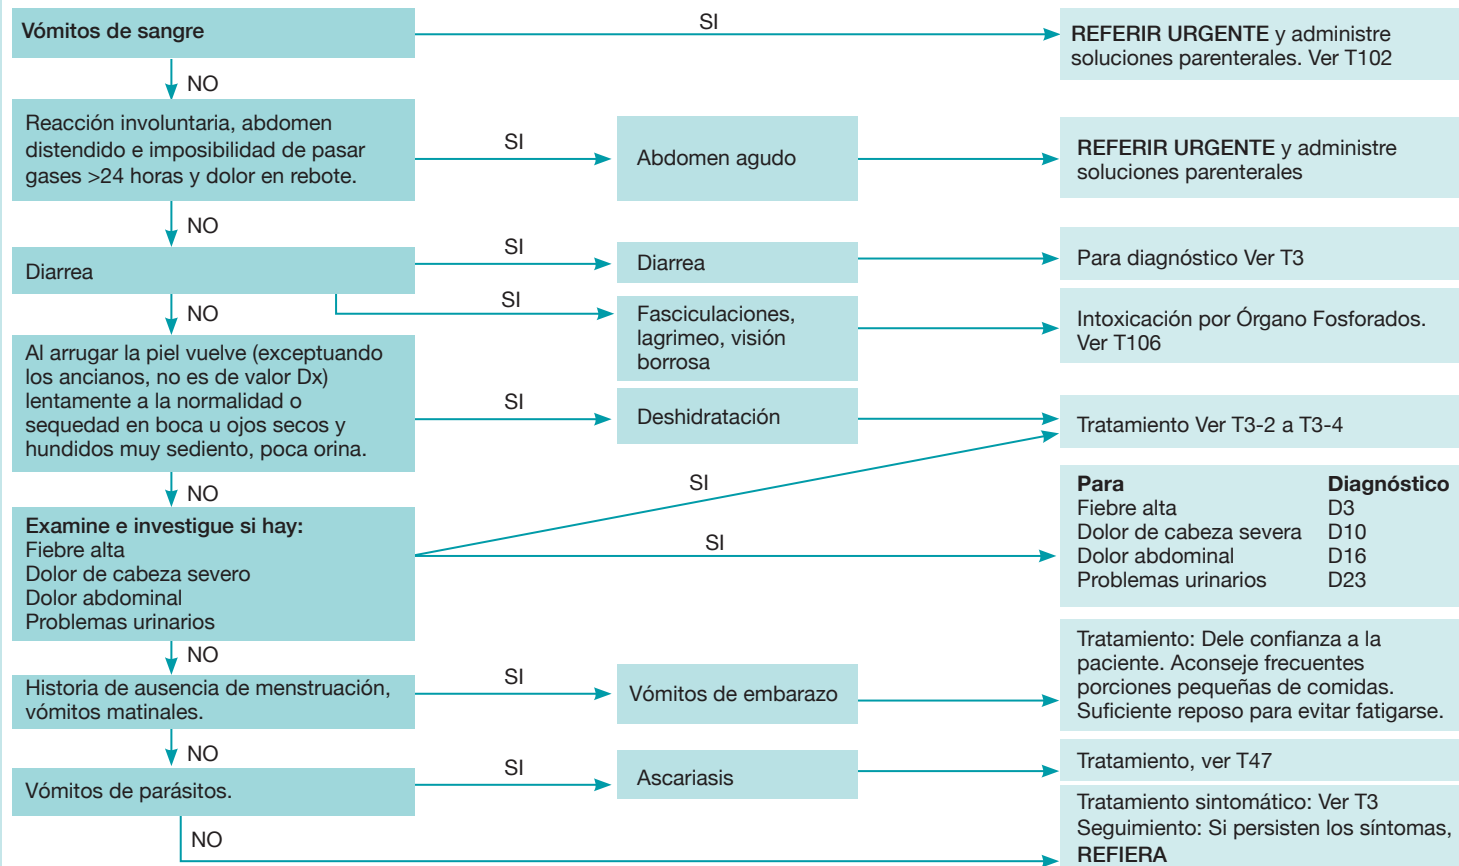 Vómitos de sangre
SI
REFERIR URGENTE y administre
soluciones parenterales. Ver T102
NO
Reacción involuntaria, abdomen
distendido e imposibilidad de pasar
gases >24 horas y dolor en rebote.
SI
Abdomen agudo
REFERIR URGENTE y administre
soluciones parenterales
NO
Diarrea
SI
Diarrea
Para diagnóstico Ver T3
SI
Fasciculaciones,
lagrimeo, visión
borrosa
Intoxicación por Órgano Fosforados.
Ver T106
NO
Al arrugar la piel vuelve (exceptuando
los ancianos, no es de valor Dx)
lentamente a la normalidad o
sequedad en boca u ojos secos y
hundidos muy sediento, poca orina.
SI
Deshidratación
Tratamiento Ver T3-2 a T3-4
NO
Examine e investigue si hay:
Fiebre alta
Dolor de cabeza severo
Dolor abdominal
Problemas urinarios
SI
SI
Para Diagnóstico
Fiebre alta D3
Dolor de cabeza severa D10
Dolor abdominal D16
Problemas urinarios D23
NO
Historia de ausencia de menstruación,
vómitos matinales.
SI
Vómitos de embarazo
Tratamiento: Dele confianza a la
paciente. Aconseje frecuentes
porciones pequeñas de comidas.
Suficiente reposo para evitar fatigarse.
NO
Vómitos de parásitos.
SI
Ascariasis
Tratamiento, ver T47
NO
Tratamiento sintomático: Ver T3
Seguimiento: Si persisten los síntomas,
REFIERA